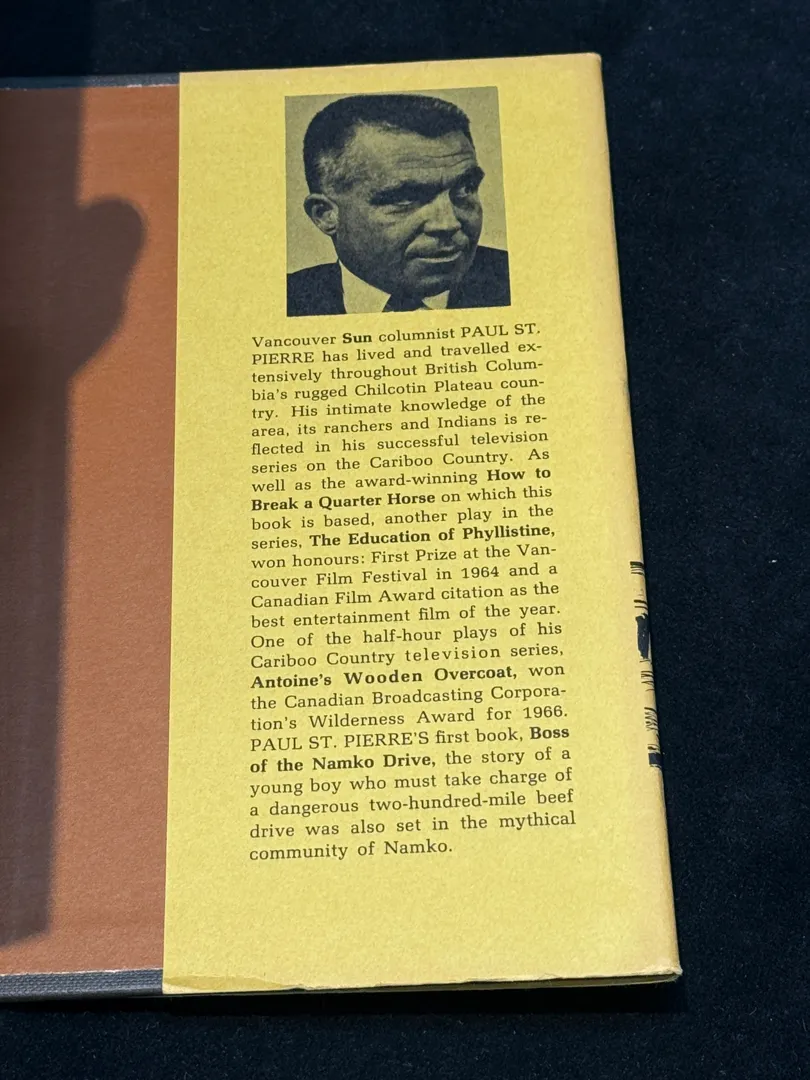 Vancouver Sun columnist PAUL ST.
PIERRE has lived and travelled ex-
tensively throughout British Colum-
bia's rugged Chilcotin Plateau coun-
try. His intimate knowledge of the
area, its ranchers and Indians is re-
flected in his successful television
series on the Cariboo Country. As
well as the award-winning How to
Break a Quarter Horse on which this
book is based, another play in the
series, The Education of Phyllistine,
won honours: First Prize at the Van-
couver Film Festival in 1964 and a
Canadian Film Award citation as the
best entertainment film of the year.
One of the half-hour plays of his
Cariboo Country television series,
Antoine's Wooden Overcoat, won
the Canadian Broadcasting Corpora-
tion's Wilderness Award for 1966.
PAUL ST. PIERRE'S first book, Boss
of the Namko Drive, the story of a
young boy who must take charge of
a dangerous two-hundred-mile beef
drive was also set in the mythical
community of Namko.